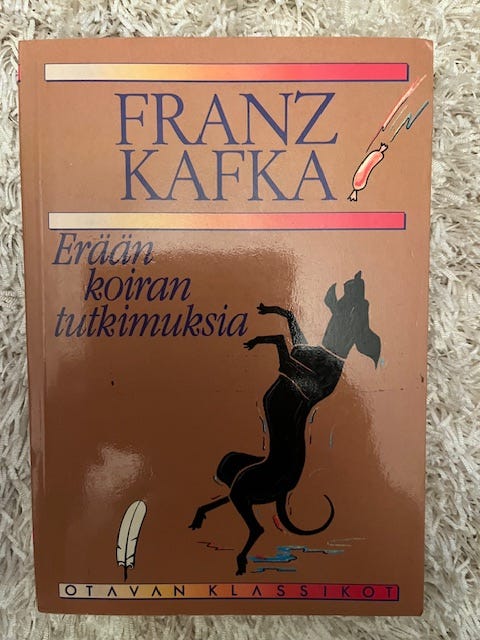 FRANZ
KAFKA
Erään
koiran
tutkimuksia
OTAVAN KLASSIKOT